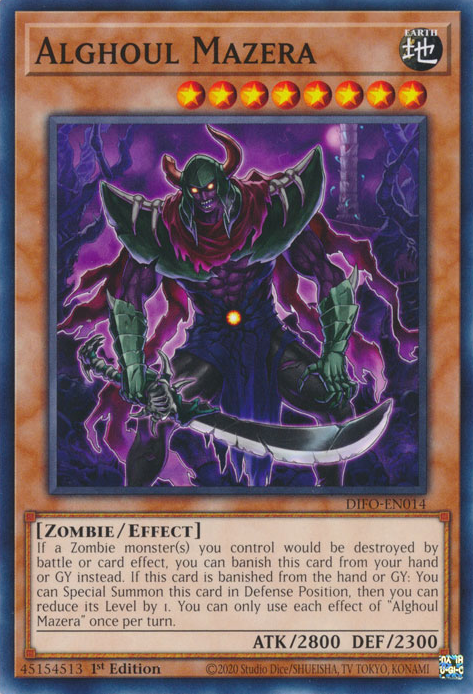 ALGHOUL MAZERA
EARTH
地
DIFO-EN014
[ZOMBIE/EFFECT]
If a Zombie monster(s) you control would be destroyed by
battle or card effect, you can banish this card from your hand
or GY instead. If this card is banished from the hand or GY: You
can Special Summon this card in Defense Position, then you can
reduce its Level by 1. You can only use each effect of "Alghoul
Mazera" once per turn.
ATK/2800 DEF/2300
45154513 1st Edition ©2020 Studio Dice/SHUEISHA, TV TOKYO, KONAMI